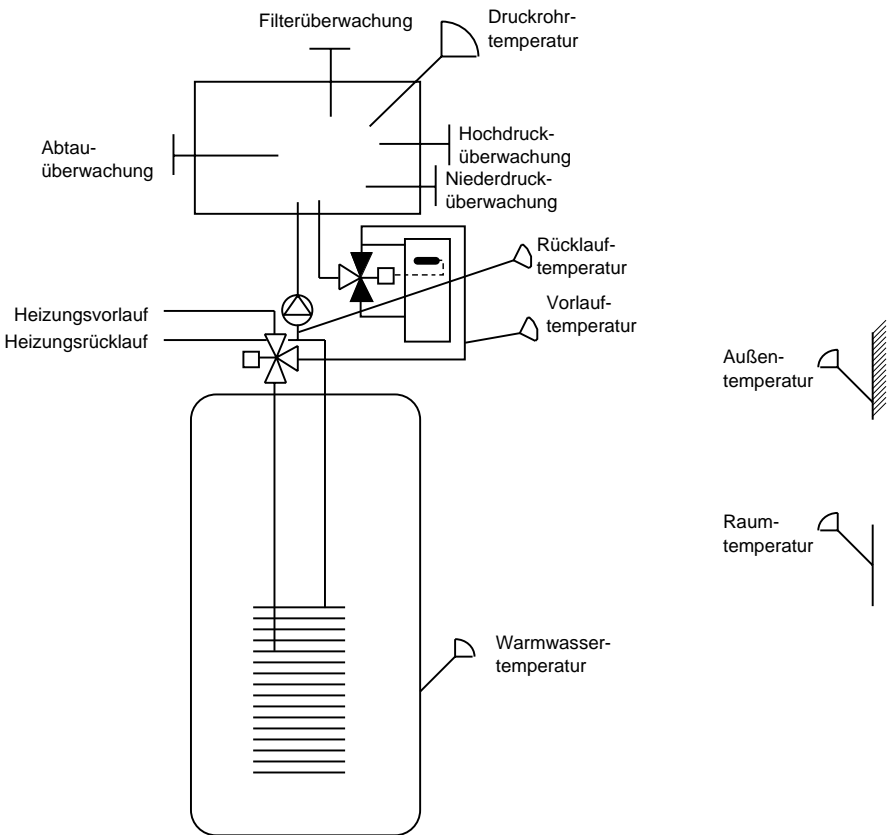 Filterüberwachung
Druckrohr-
temperatur
Abtau-
überwachung
Hochdruck-
überwachung
Niederdruck-
überwachung
Rücklauf-
temperatur
Heizungsvorlauf
Heizungsrücklauf
Vorlauf-
temperatur
Außen-
temperatur
Raum-
temperatur
Warmwasser-
temperatur